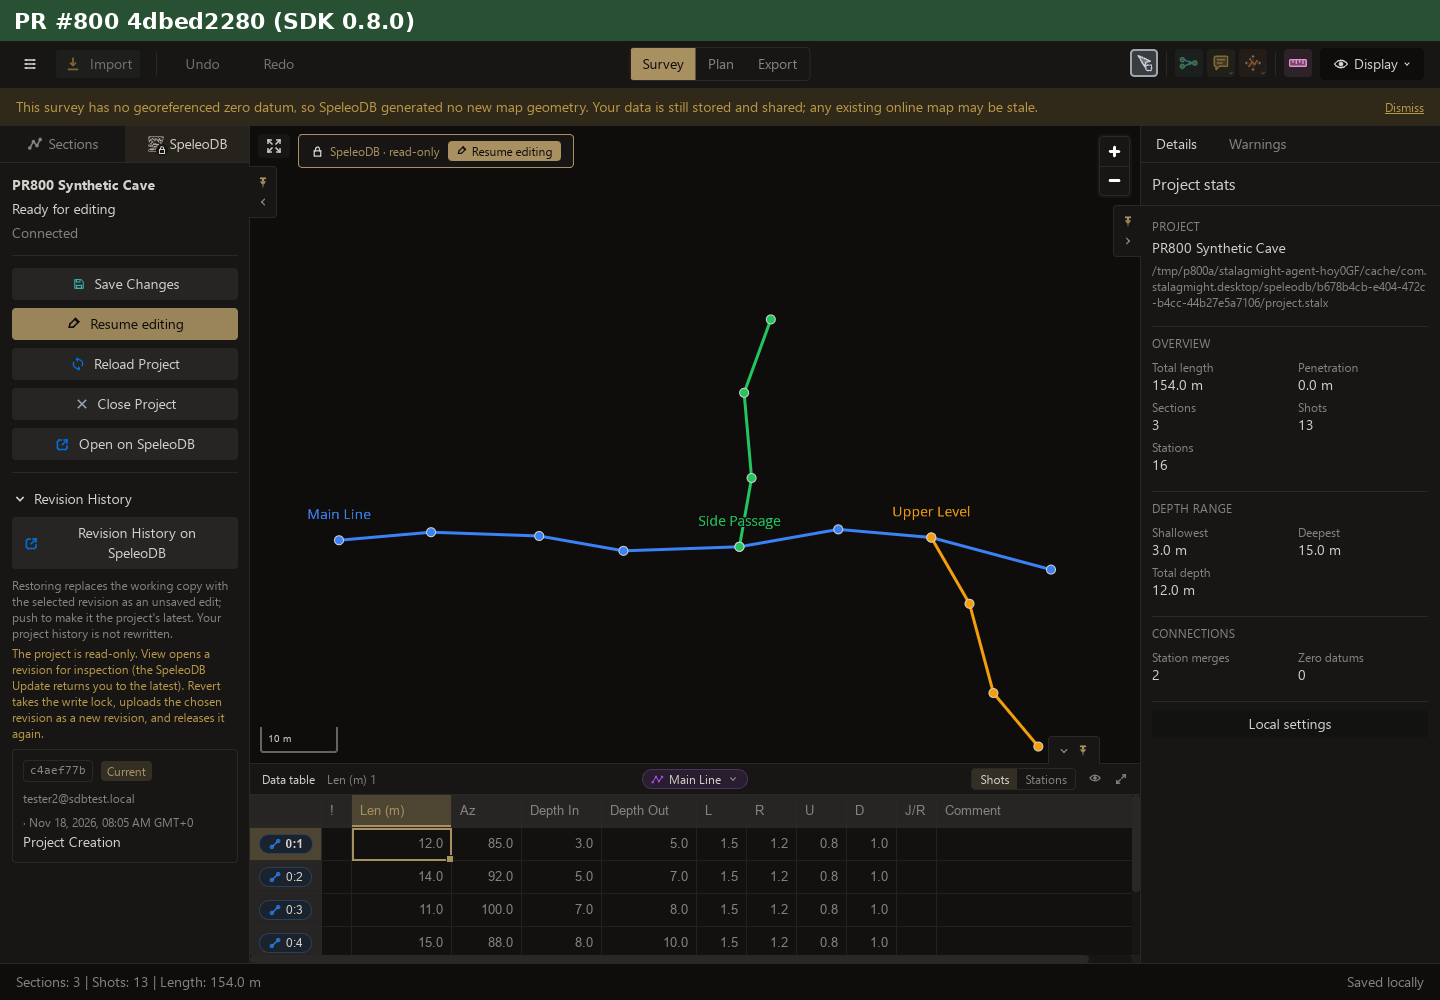 PR #800 4dbed2280 (SDK 0.8.0)
Import
Undo
Redo
Survey
Plan
Export
Display
This survey has no georeferenced zero datum, so SpeleoDB generated no new map geometry. Your data is still stored and shared; any existing online map may be stale.
Dismiss
Sections
SpeleoDB
PR800 Synthetic Cave
Ready for editing
Connected
Save Changes
Resume editing
Reload Project
Close Project
Open on SpeleoDB
Revision History
Revision History on
SpeleoDB
Restoring replaces the working copy with
the selected revision as an unsaved edit;
push to make it the project's latest. Your
project history is not rewritten.
The project is read-only. View opens a
revision for inspection (the SpeleoDB
Update returns you to the latest). Revert
takes the write lock, uploads the chosen
revision as a new revision, and releases it
again.
c4aef77b
Current
tester2@sdbtest.local
· Nov 18, 2026, 08:05 AM GMT+0
Project Creation
SpeleoDB · read-only
Resume editing
Main Line
Side Passage
Upper Level
10 m
Data table
Len (m) 1
Main Line
Shots
Stations
! Len (m) Az Depth In Depth Out L R U D J/R Comment
0:1 12.0 85.0 3.0 5.0 1.5 1.2 0.8 1.0
0:2 14.0 92.0 5.0 7.0 1.5 1.2 0.8 1.0
0:3 11.0 100.0 7.0 8.0 1.5 1.2 0.8 1.0
0:4 15.0 88.0 8.0 10.0 1.5 1.2 0.8 1.0
Details
Warnings
Project stats
PROJECT
PR800 Synthetic Cave
/tmp/p800a/stalagmight-agent-hoy0GF/cache/com.
stalagmight.desktop/speleodb/b678b4cb-e404-472c
-b4cc-44b27e5a7106/project.stalx
OVERVIEW
Total length
154.0 m
Penetration
0.0 m
Sections
3
Shots
13
Stations
16
DEPTH RANGE
Shallowest
3.0 m
Deepest
15.0 m
Total depth
12.0 m
CONNECTIONS
Station merges
2
Zero datums
0
Local settings
Sections: 3 | Shots: 13 | Length: 154.0 m
Saved locally